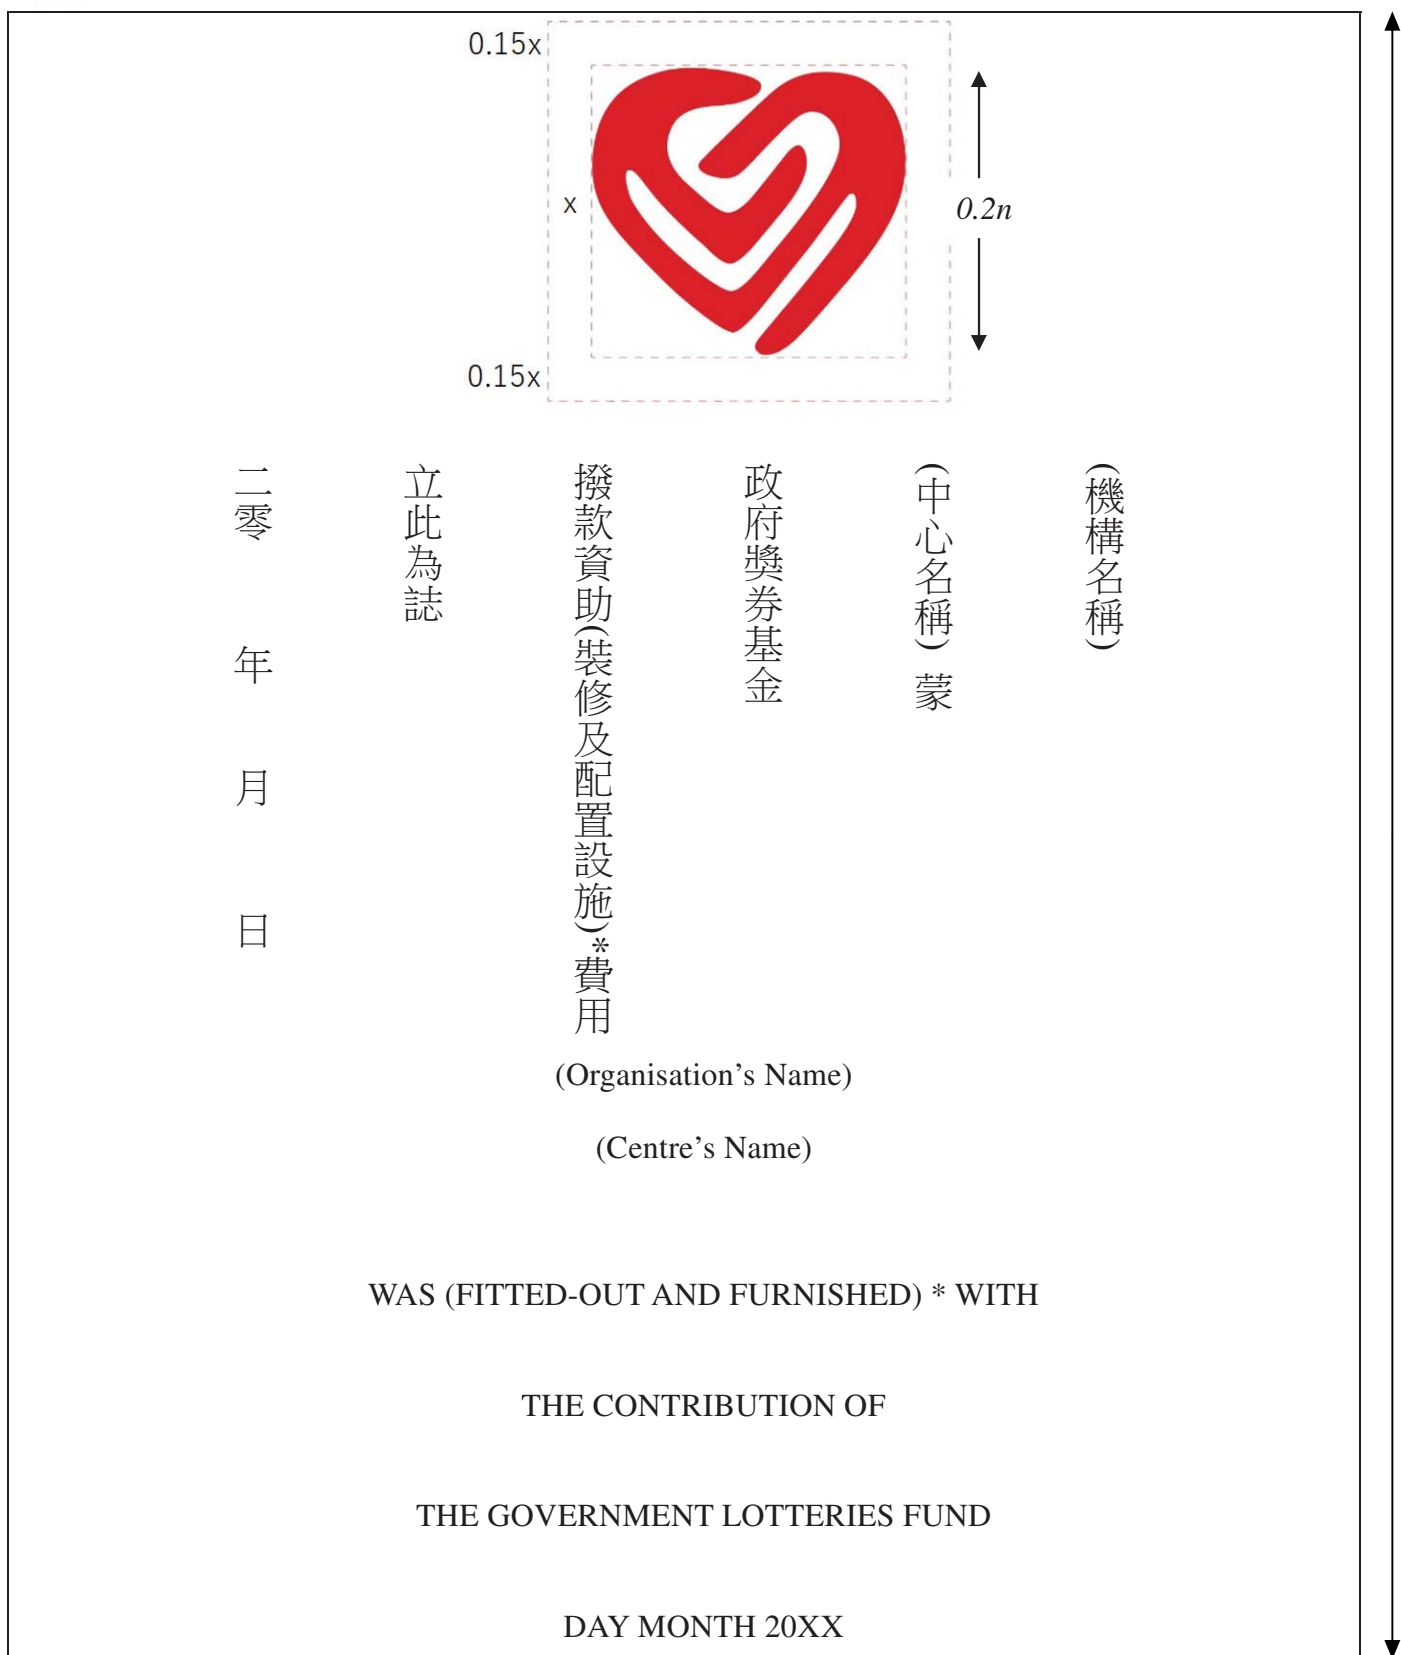 0.15x
x
0.2n
0.15x
(機構名稱)
(中心名稱) 蒙
政府獎券基金
撥款資助(裝修及配置設施)*費用
立此為誌
二零 年 月 日
(Organisation’s Name)
(Centre’s Name)
WAS (FITTED-OUT AND FURNISHED) * WITH
THE CONTRIBUTION OF
THE GOVERNMENT LOTTERIES FUND
DAY MONTH 20XX